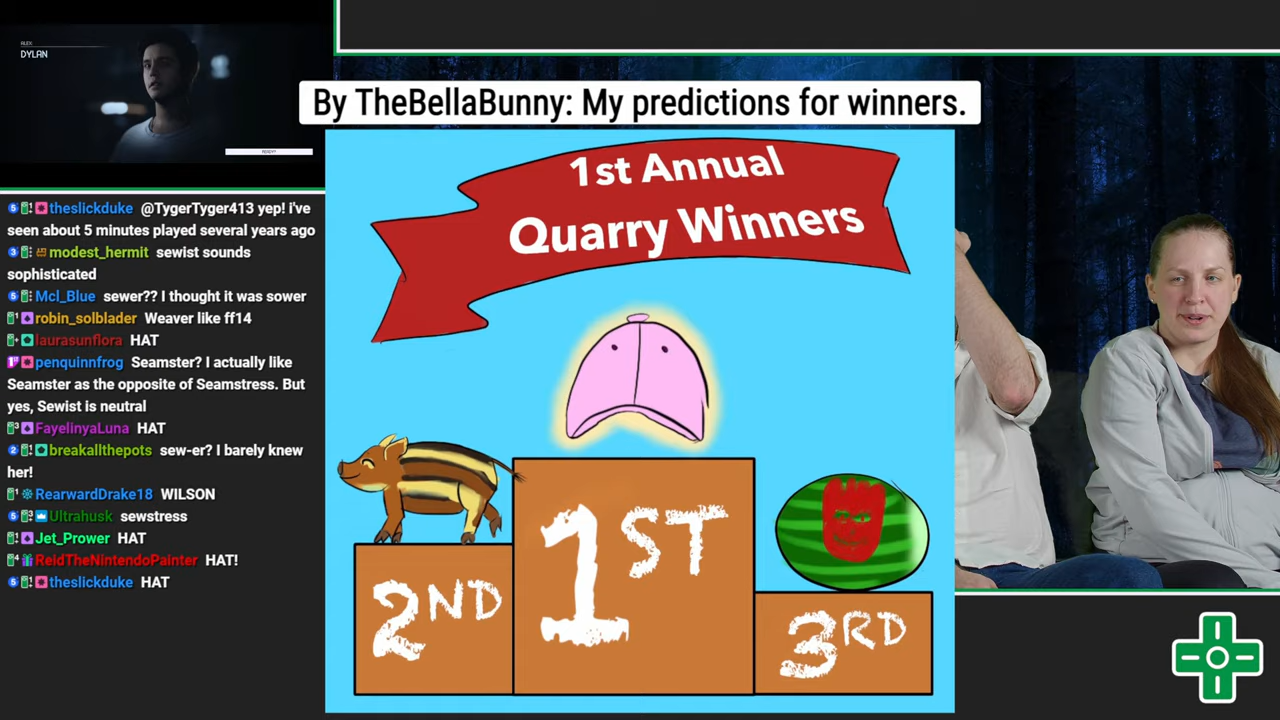 ALEX:
DYLAN
READY?
By TheBellaBunny: My predictions for winners.
1st Annual
Quarry Winners
1ST
2ND
3RD
theslickduke @TygerTyger413 yep! i've
seen about 5 minutes played several years ago
modest_hermit sewist sounds
sophisticated
Mcl_Blue sewer?? I thought it was sower
robin_solblader Weaver like ff14
laurasunflora HAT
penquinnfrog Seamster? I actually like
Seamster as the opposite of Seamstress. But
yes, Sewist is neutral
FayelinyaLuna HAT
breakallthepots sew-er? I barely knew
her!
RearwardDrake18 WILSON
Ultrahusk sewstress
Jet_Prower HAT
ReidTheNintendoPainter HAT!
theslickduke HAT